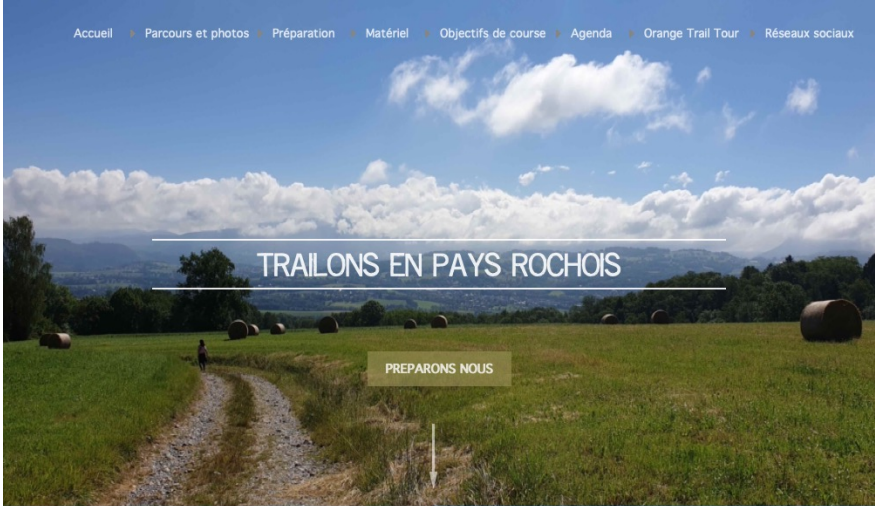 Accueil Parcours et photos Préparation Matériel Objectifs de course Agenda Orange Trail Tour Réseaux sociaux
TRAILONS EN PAYS ROCHOIS
PREPARONS NOUS